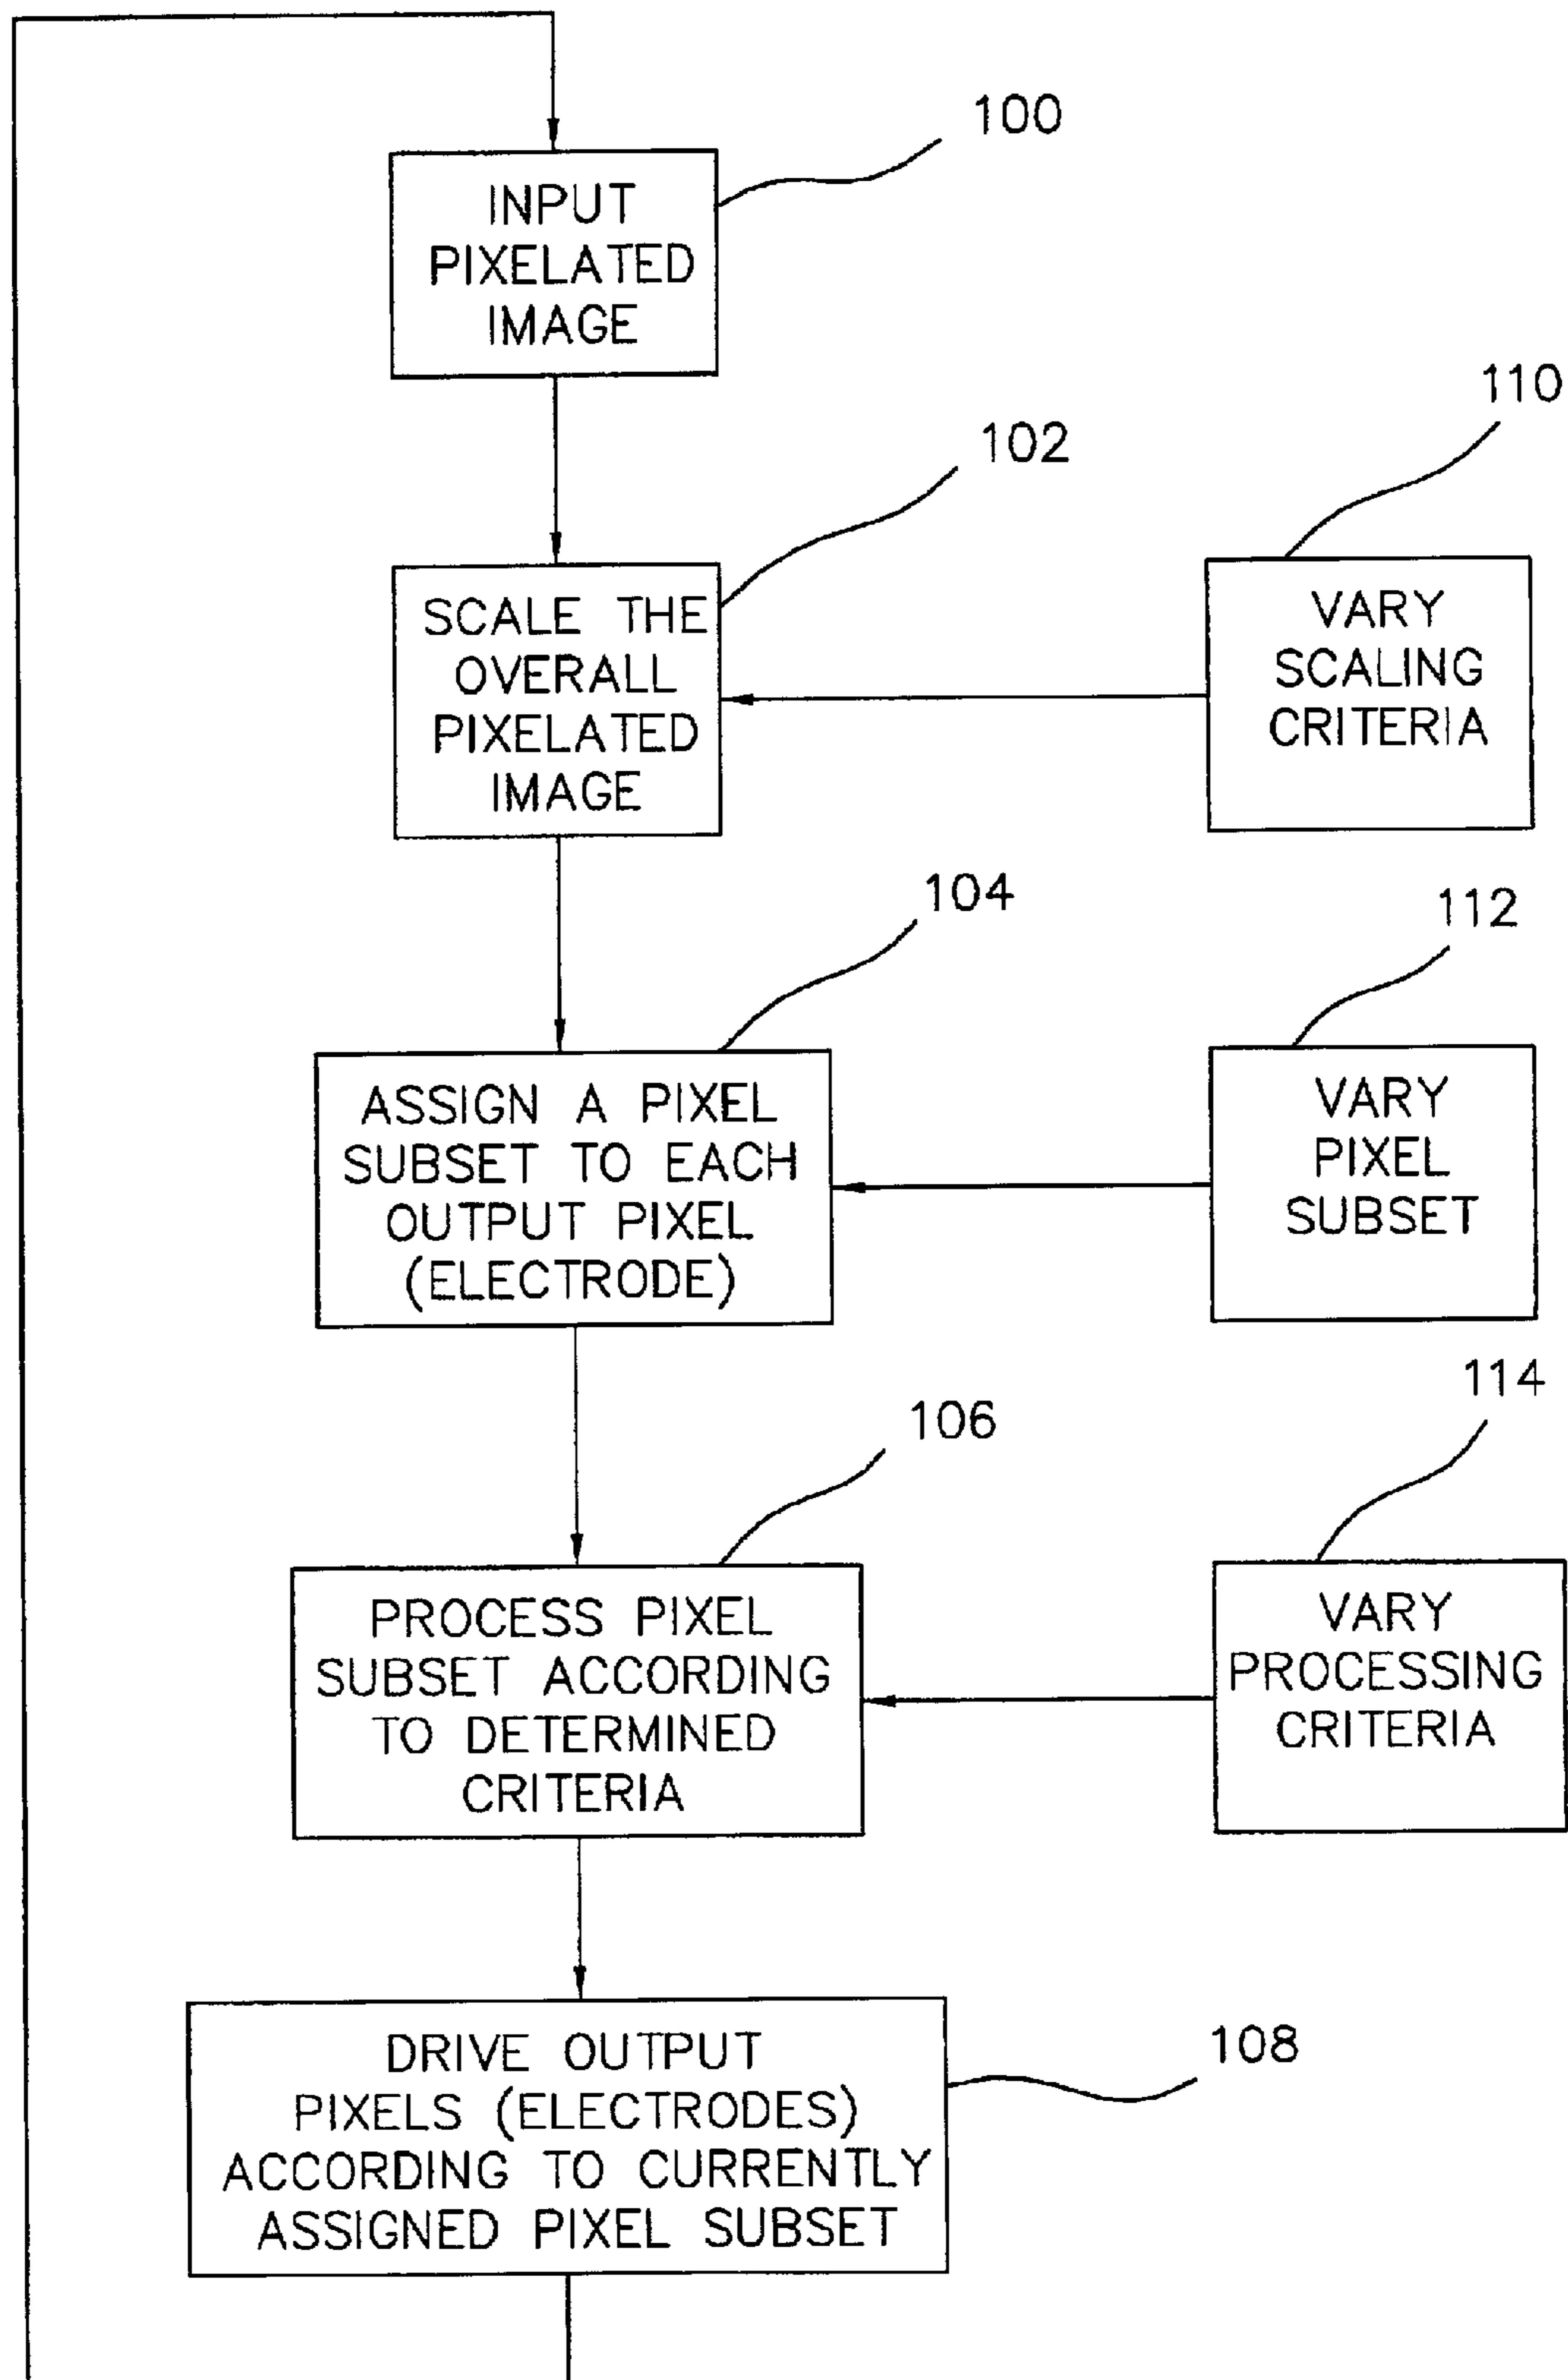 100
INPUT
PIXELATED
IMAGE
110
102
SCALE THE
OVERALL
PIXELATED
IMAGE
VARY
SCALING
CRITERIA
104
112
ASSIGN A PIXEL
SUBSET TO EACH
OUTPUT PIXEL
(ELECTRODE)
VARY
PIXEL
SUBSET
114
106
PROCESS PIXEL
SUBSET ACCORDING
TO DETERMINED
CRITERIA
VARY
PROCESSING
CRITERIA
108
DRIVE OUTPUT
PIXELS (ELECTRODES)
ACCORDING TO CURRENTLY
ASSIGNED PIXEL SUBSET